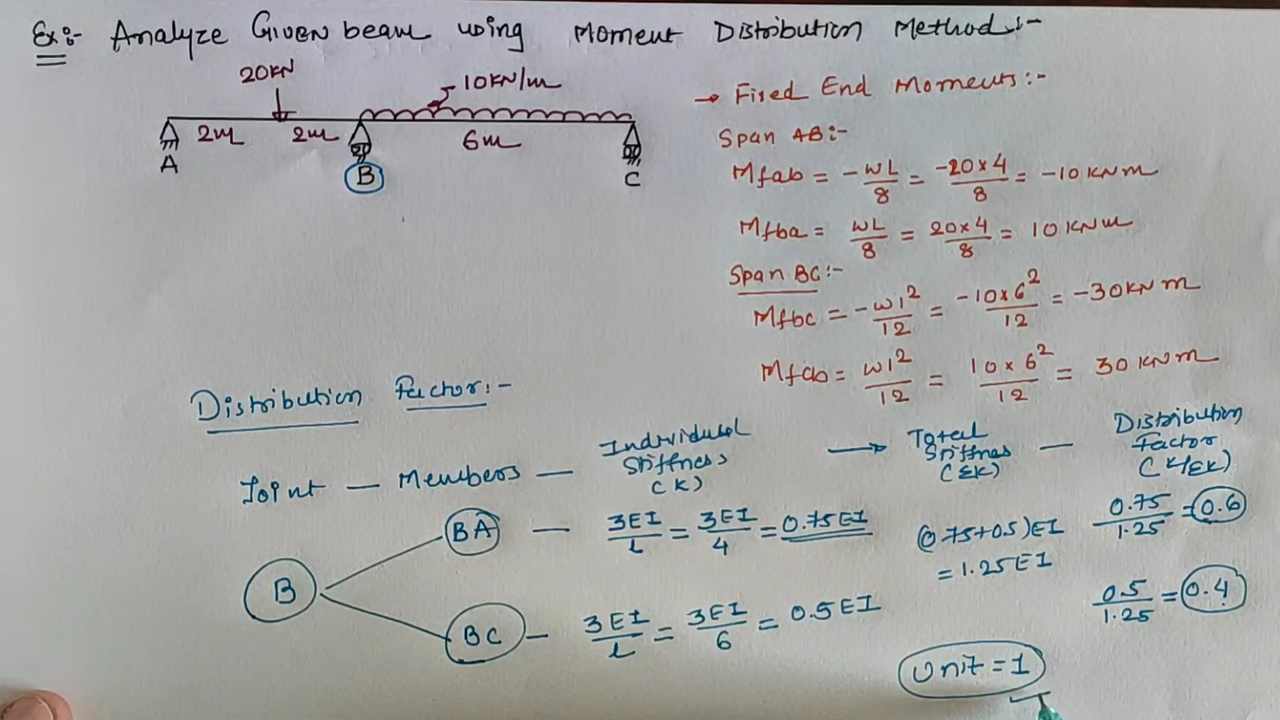 Ex:- Analyze Given beam using Moment Distribution Method:-
20KN
10KN/m
2m 2m 6m
A B C
→ Fixed End Moments:-
Span AB:-
Mfab = -WL/8 = -20×4/8 = -10 KNm
Mfba = WL/8 = 20×4/8 = 10 KNm
Span BC:-
Mfbc = -wl²/12 = -10×6²/12 = -30KNm
Mfcb = wl²/12 = 10×6²/12 = 30 KNm
Distribution Factor:-
Joint — Members — Individual Stiffness (K) → Total Stiffness (ΣK) — Distribution Factor (K/ΣK)
B
BA — 3EI/L = 3EI/4 = 0.75EI
(0.75+0.5)EI
= 1.25EI
0.75/1.25 = 0.6
BC — 3EI/L = 3EI/6 = 0.5EI
0.5/1.25 = 0.4
Unit = 1